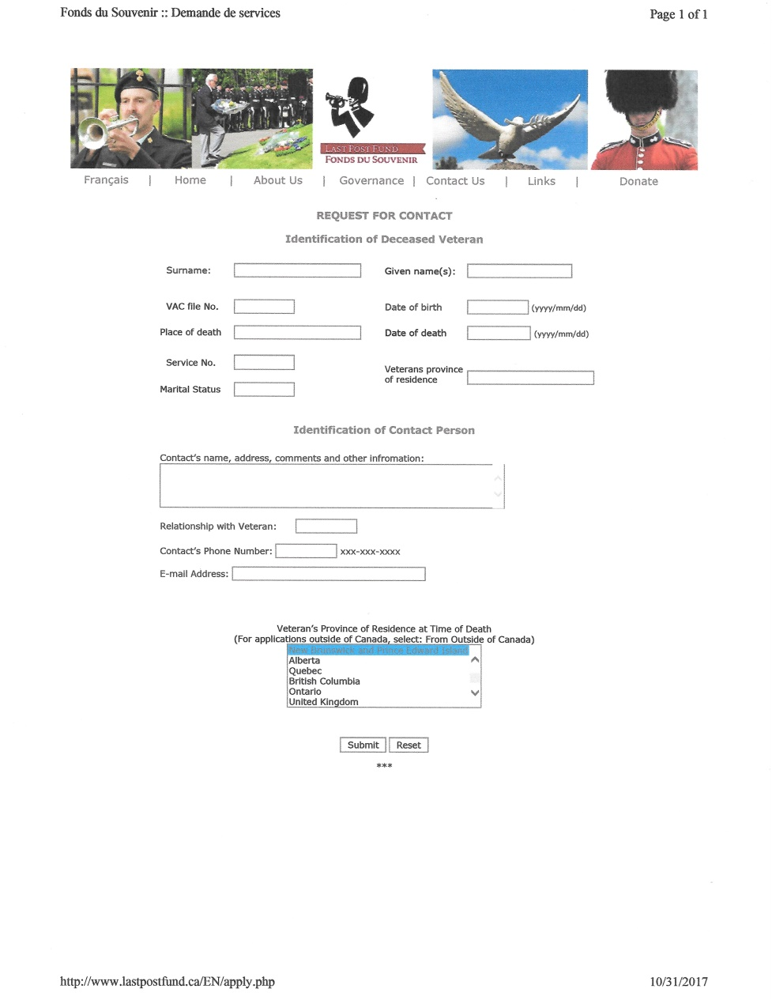 Fonds du Souvenir :: Demande de services
Page 1 of 1
LAST POST FUND
FONDS DU SOUVENIR
Français | Home | About Us | Governance | Contact Us | Links | Donate
REQUEST FOR CONTACT
Identification of Deceased Veteran
Surname: Given name(s):
VAC file No. Date of birth (yyyy/mm/dd)
Place of death Date of death (yyyy/mm/dd)
Service No.
Veterans province
of residence
Marital Status
Identification of Contact Person
Contact's name, address, comments and other infromation:
Relationship with Veteran:
Contact's Phone Number: xxx-xxx-xxxx
E-mail Address:
Veteran's Province of Residence at Time of Death
(For applications outside of Canada, select: From Outside of Canada)
New Brunswick and Prince Edward Island
Alberta
Quebec
British Columbia
Ontario
United Kingdom
Submit Reset
***
http://www.lastpostfund.ca/EN/apply.php
10/31/2017